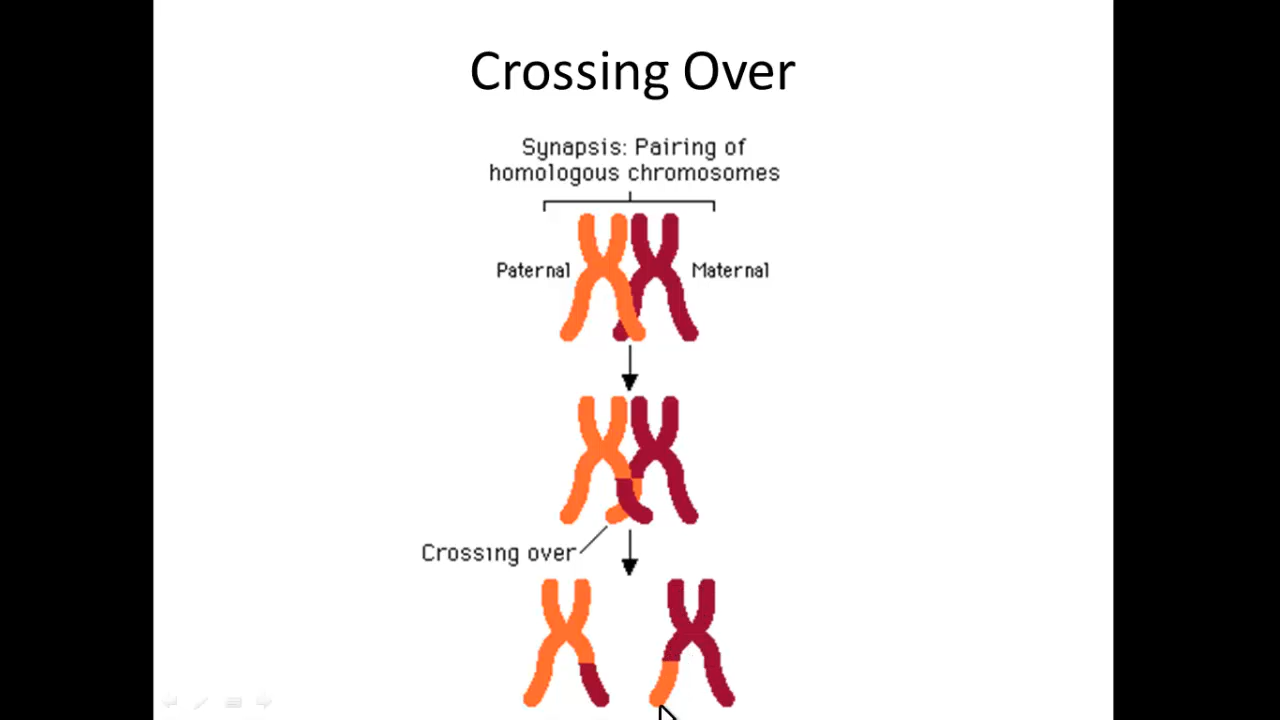 Crossing Over
Synapsis: Pairing of
homologous chromosomes
Paternal
Maternal
Crossing over